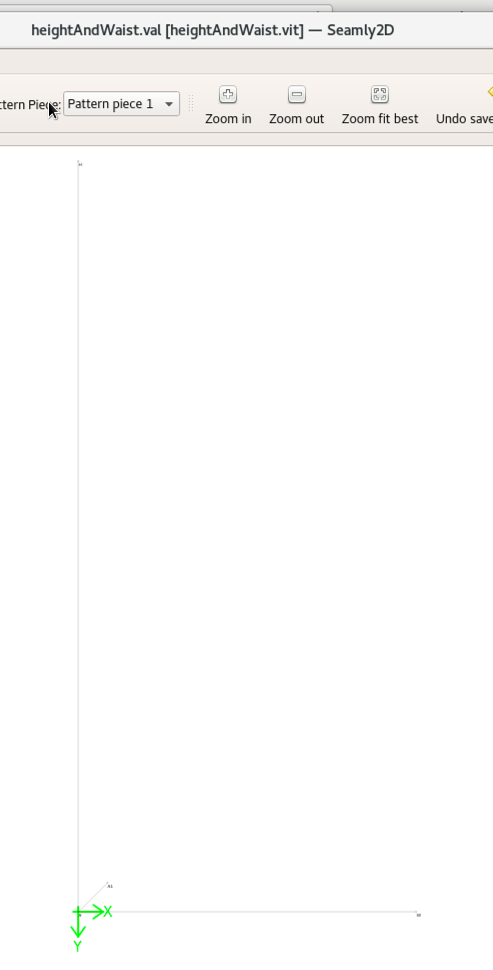 heightAndWaist.val [heightAndWaist.vit] — Seamly2D
ttern Piece: Pattern piece 1
Zoom in Zoom out Zoom fit best Undo save
A1
X
Y